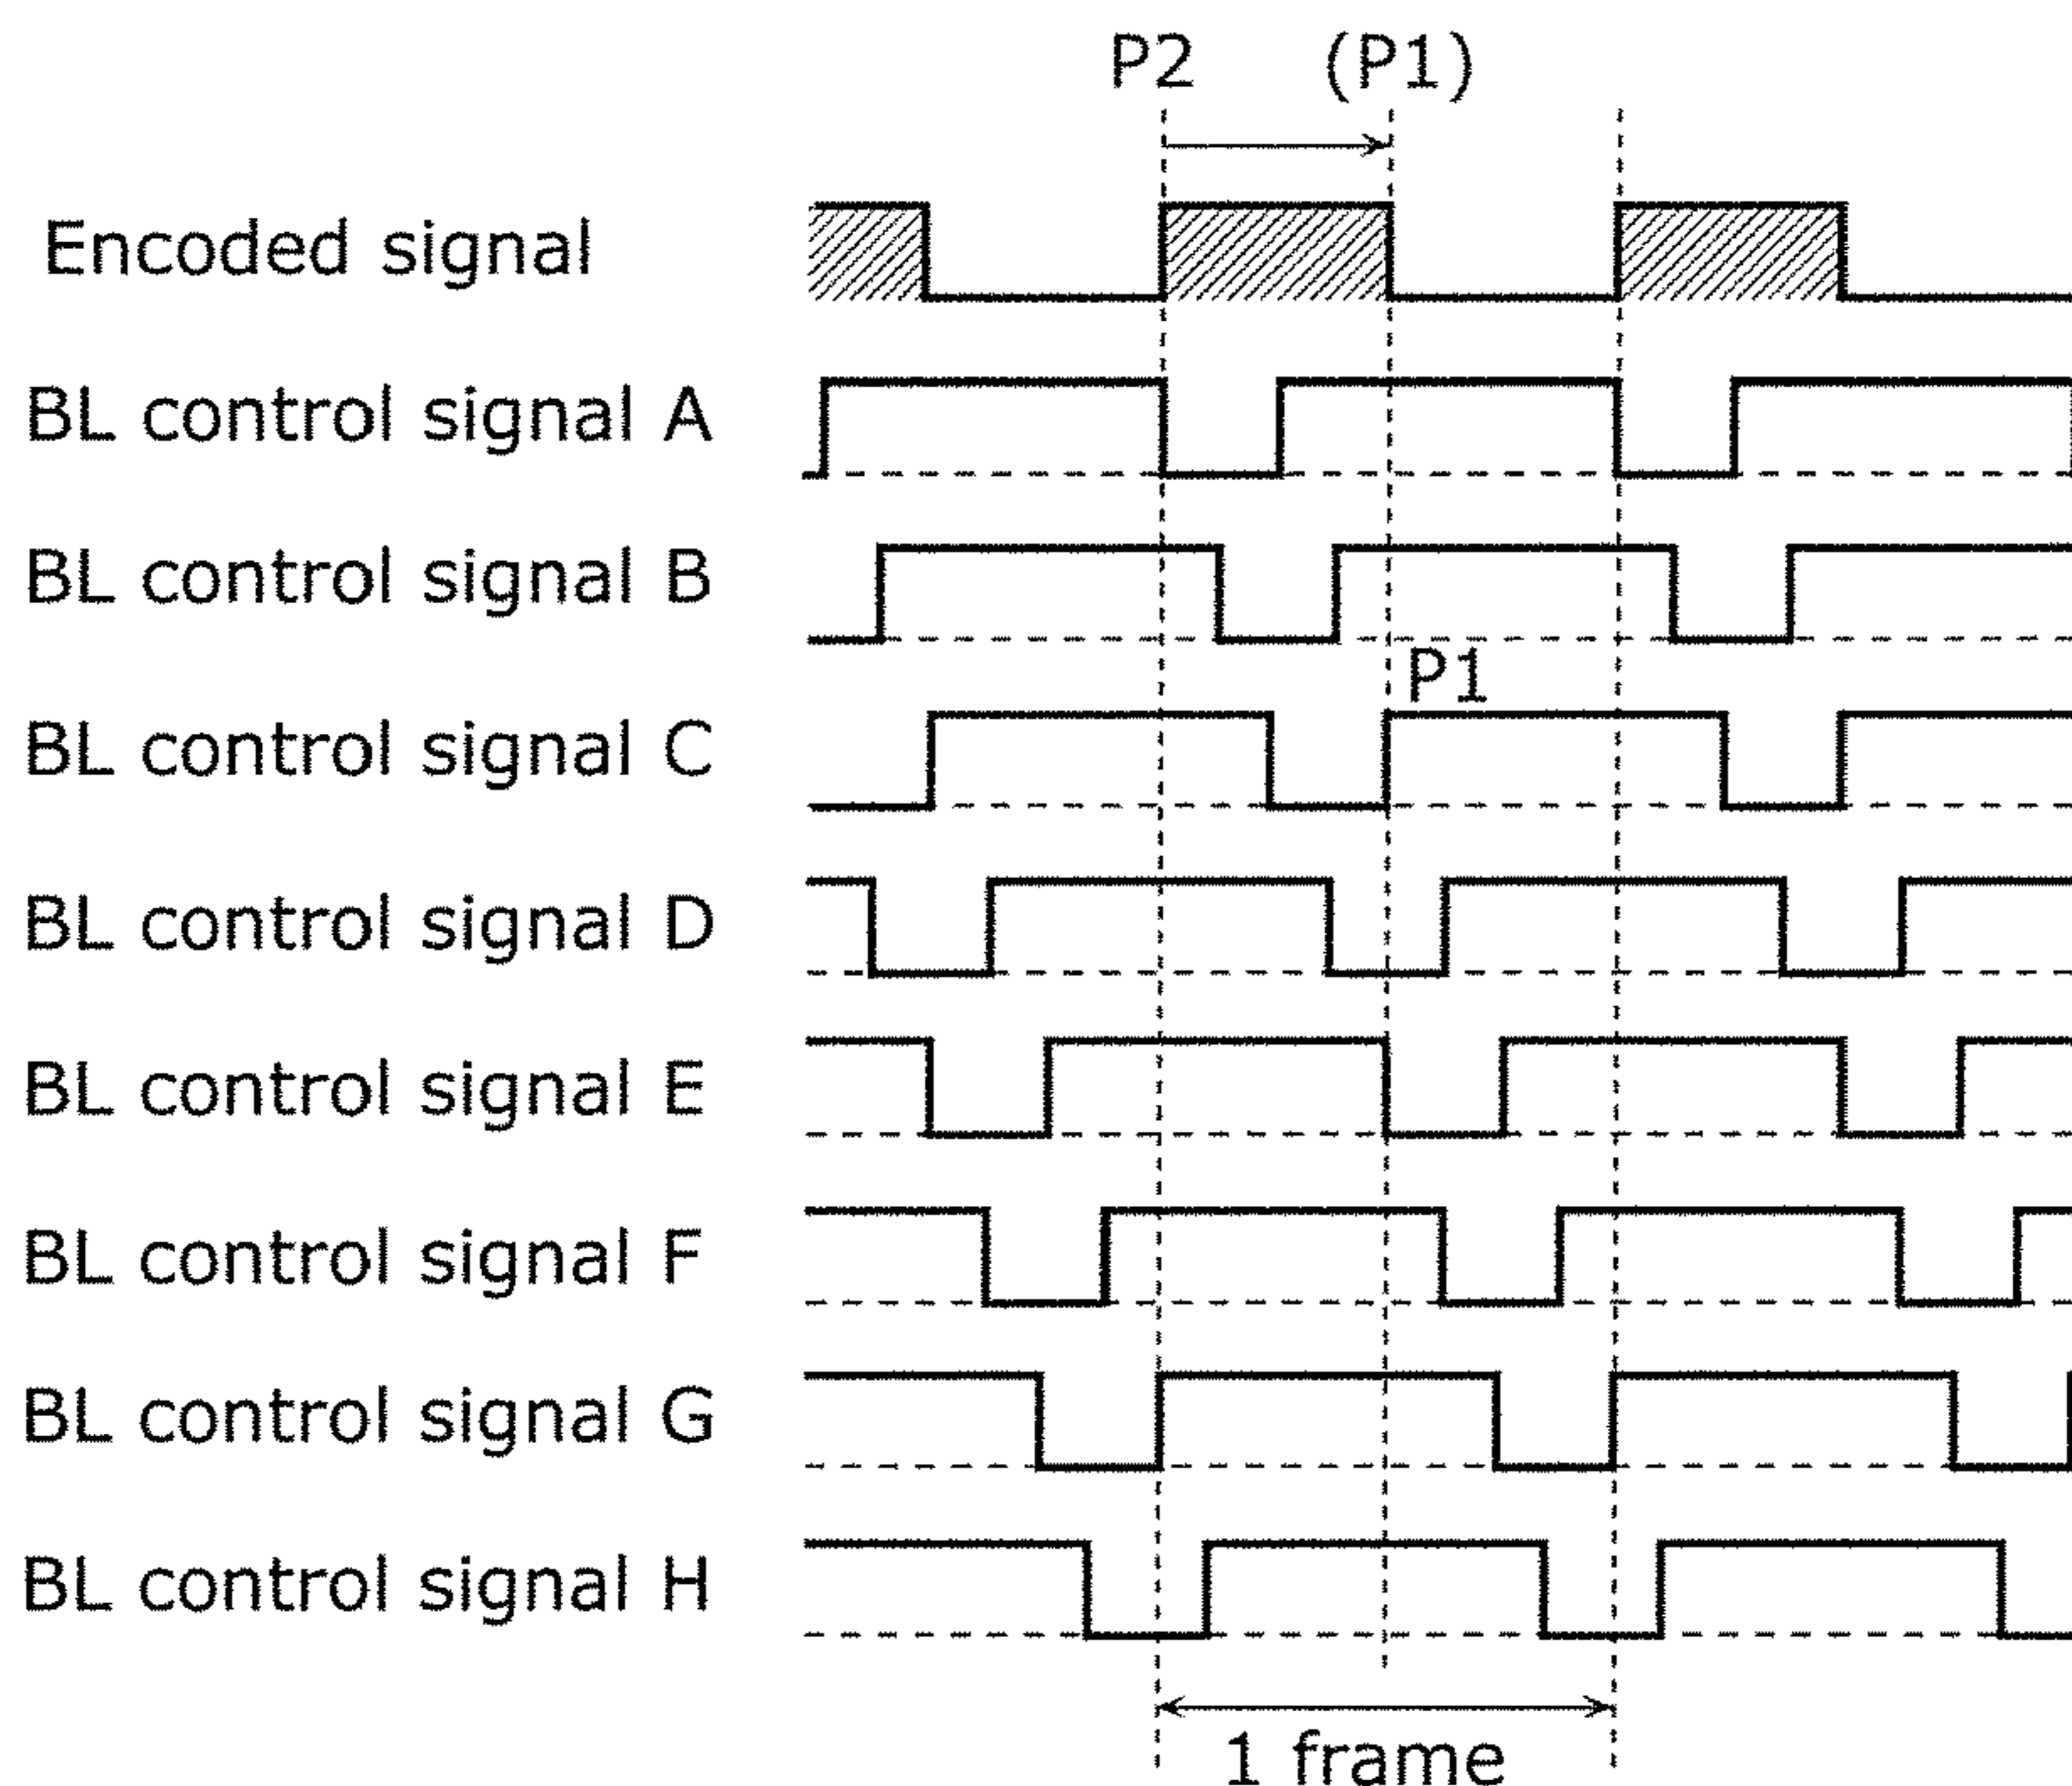 P2 (P1)
Encoded signal
BL control signal A
BL control signal B
P1
BL control signal C
BL control signal D
BL control signal E
BL control signal F
BL control signal G
BL control signal H
1 frame